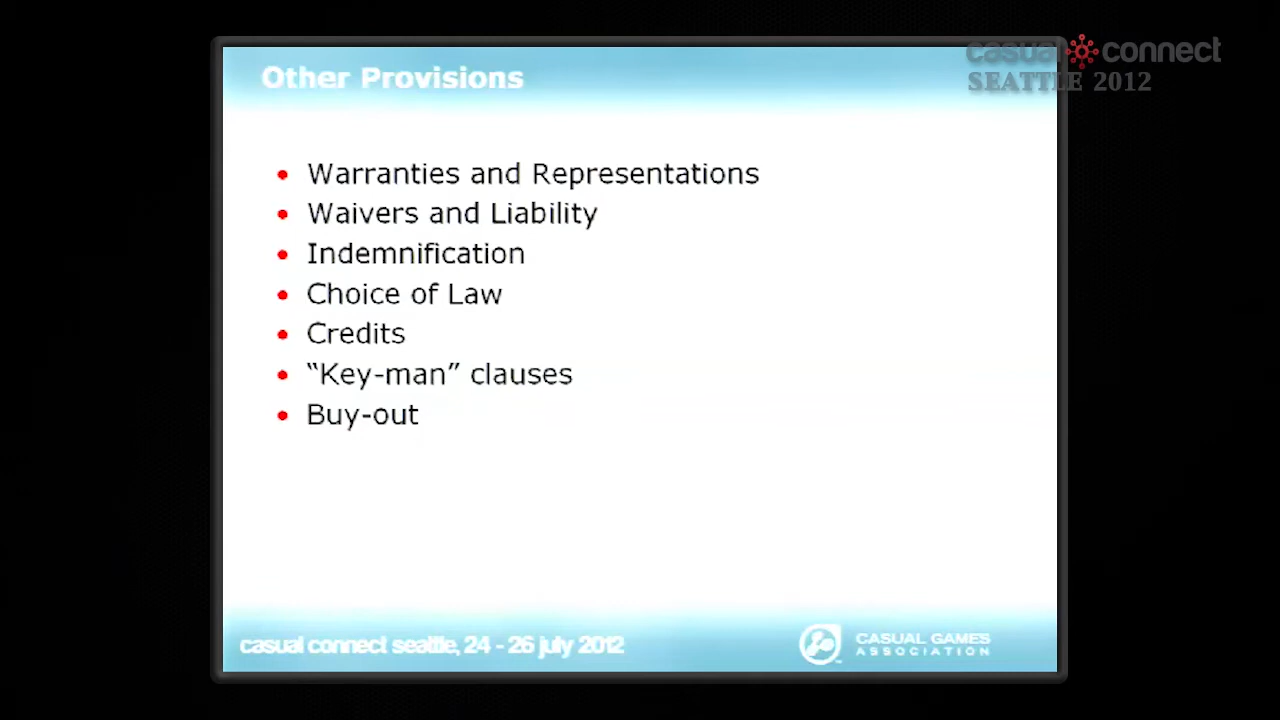 casual connect
SEATTLE 2012
Other Provisions
• Warranties and Representations
• Waivers and Liability
• Indemnification
• Choice of Law
• Credits
• “Key-man” clauses
• Buy-out
casual connect seattle, 24 - 26 july 2012
CASUAL GAMES
ASSOCIATION